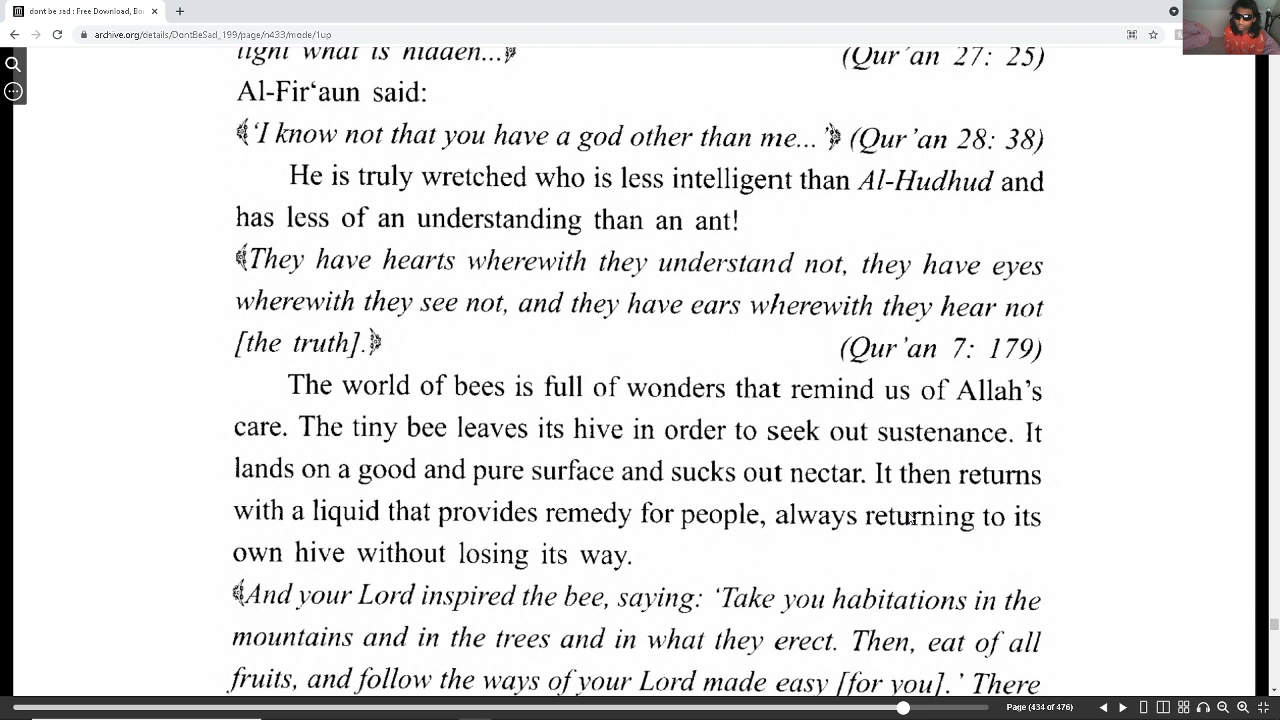 dont be sad : Free Download, Bo
archive.org/details/DontBeSad_199/page/n433/mode/1up
light what is hidden... (Qur'an 27: 25)
Al-Fir‘aun said:
‘I know not that you have a god other than me... ’ (Qur'an 28: 38)
He is truly wretched who is less intelligent than Al-Hudhud and
has less of an understanding than an ant!
They have hearts wherewith they understand not, they have eyes
wherewith they see not, and they have ears wherewith they hear not
[the truth]. (Qur'an 7: 179)
The world of bees is full of wonders that remind us of Allah's
care. The tiny bee leaves its hive in order to seek out sustenance. It
lands on a good and pure surface and sucks out nectar. It then returns
with a liquid that provides remedy for people, always returning to its
own hive without losing its way.
And your Lord inspired the bee, saying: ‘Take you habitations in the
mountains and in the trees and in what they erect. Then, eat of all
fruits, and follow the ways of your Lord made easy [for you].’ There
Page (434 of 476)